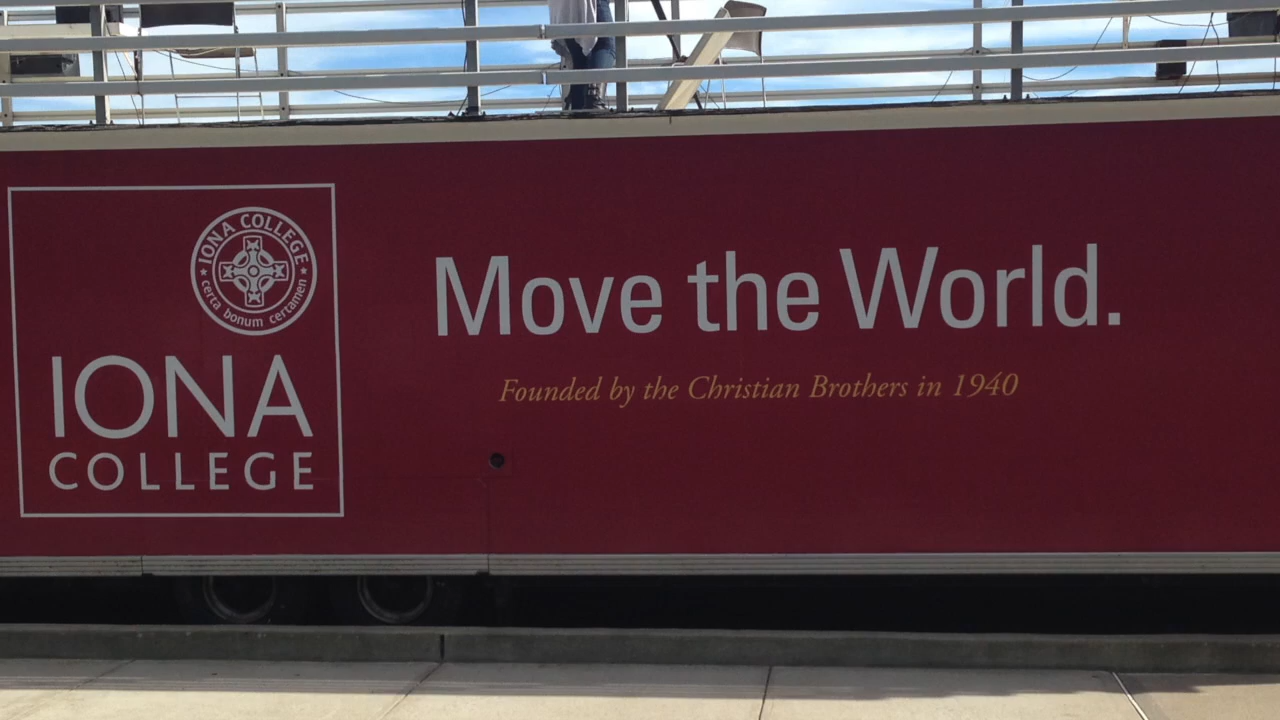 IONA COLLEGE
certa bonum certamen
IONA
COLLEGE
Move the World.
Founded by the Christian Brothers in 1940